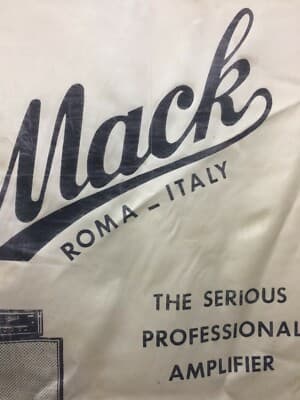 Mack
ROMA - ITALY
THE SERiOUS
PROFESSIONAL
AMPLIFIER